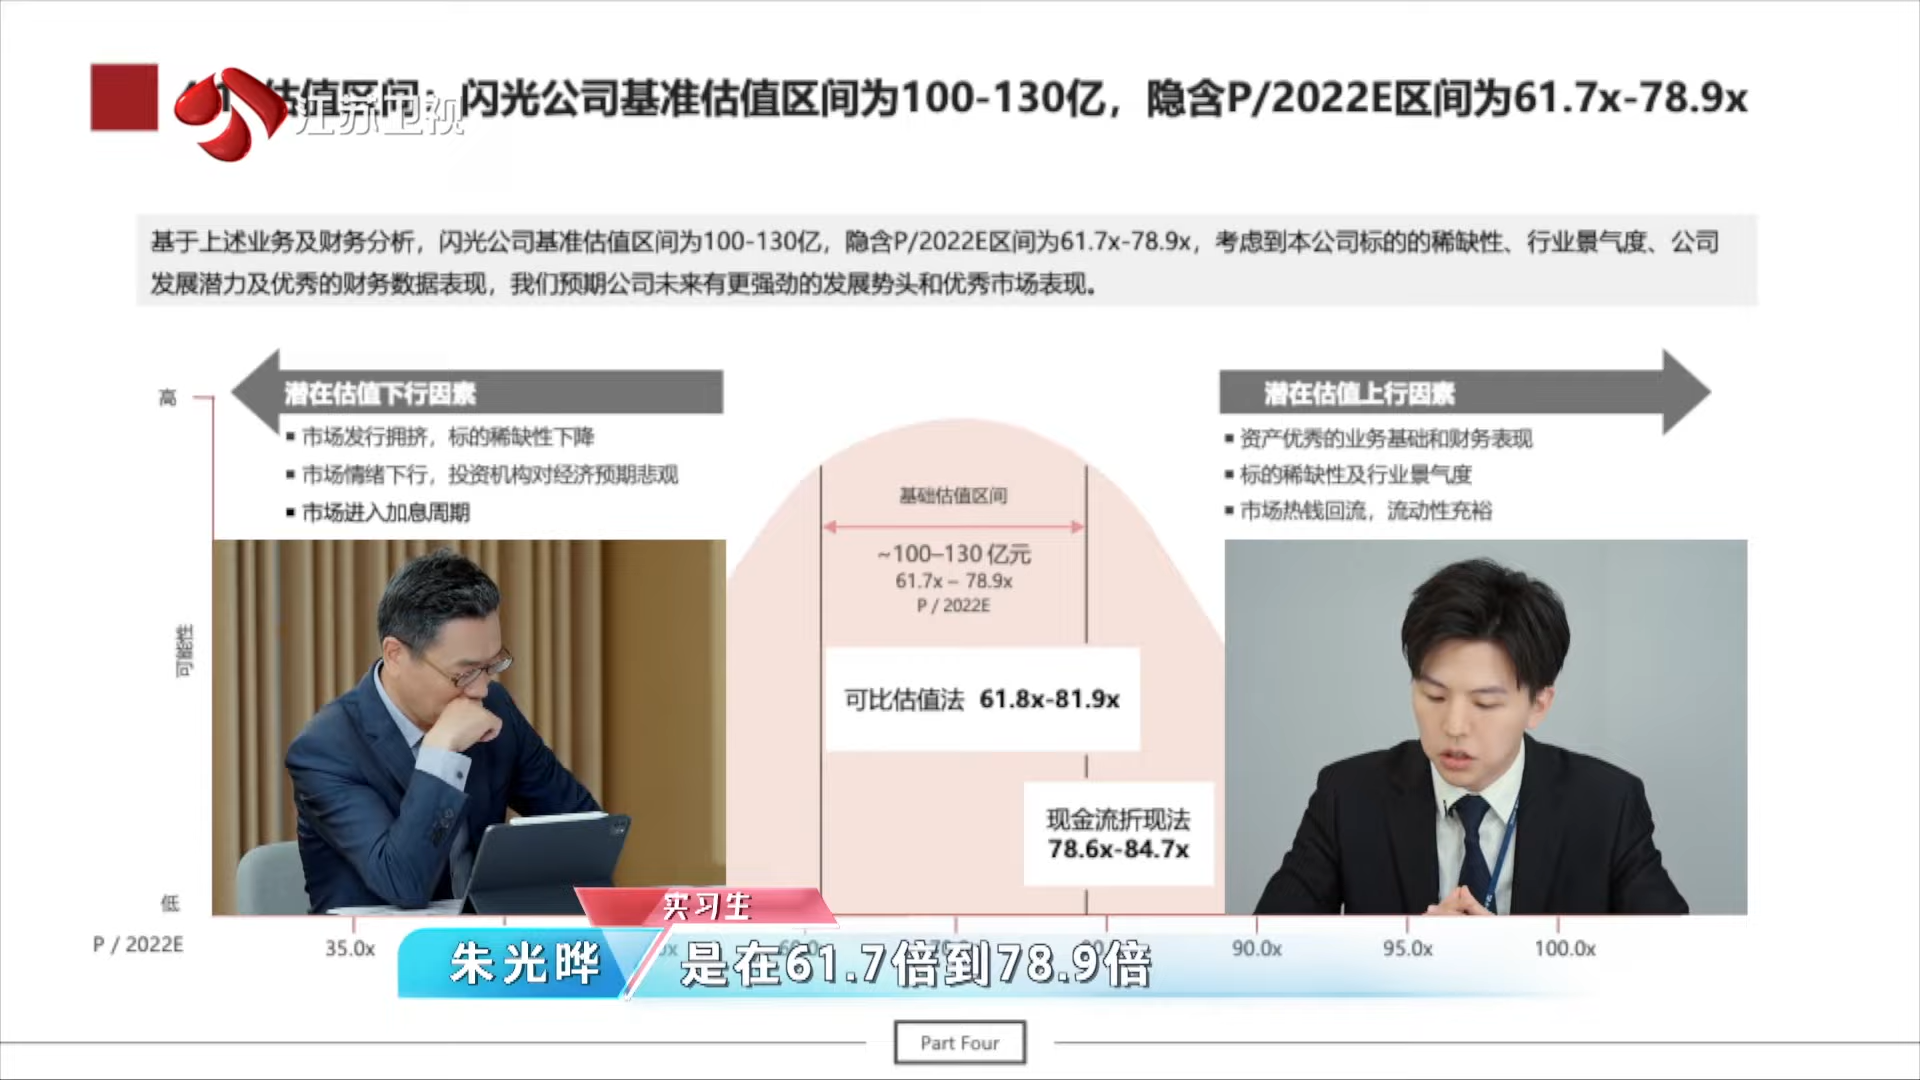 估值区间：闪光公司基准估值区间为100-130亿，隐含P/2022E区间为61.7x-78.9x
江苏卫视
基于上述业务及财务分析，闪光公司基准估值区间为100-130亿，隐含P/2022E区间为61.7x-78.9x，考虑到本公司标的的稀缺性、行业景气度、公司
发展潜力及优秀的财务数据表现，我们预期公司未来有更强劲的发展势头和优秀市场表现。
高
潜在估值下行因素
▪ 市场发行拥挤，标的稀缺性下降
▪ 市场情绪下行，投资机构对经济预期悲观
▪ 市场进入加息周期
潜在估值上行因素
▪ 资产优秀的业务基础和财务表现
▪ 标的稀缺性及行业景气度
▪ 市场热钱回流，流动性充裕
基础估值区间
~100–130 亿元
61.7x – 78.9x
P / 2022E
可能性
可比估值法 61.8x-81.9x
现金流折现法
78.6x-84.7x
低
P / 2022E
35.0x
90.0x
95.0x
100.0x
实习生
朱光晔
是在61.7倍到78.9倍
Part Four